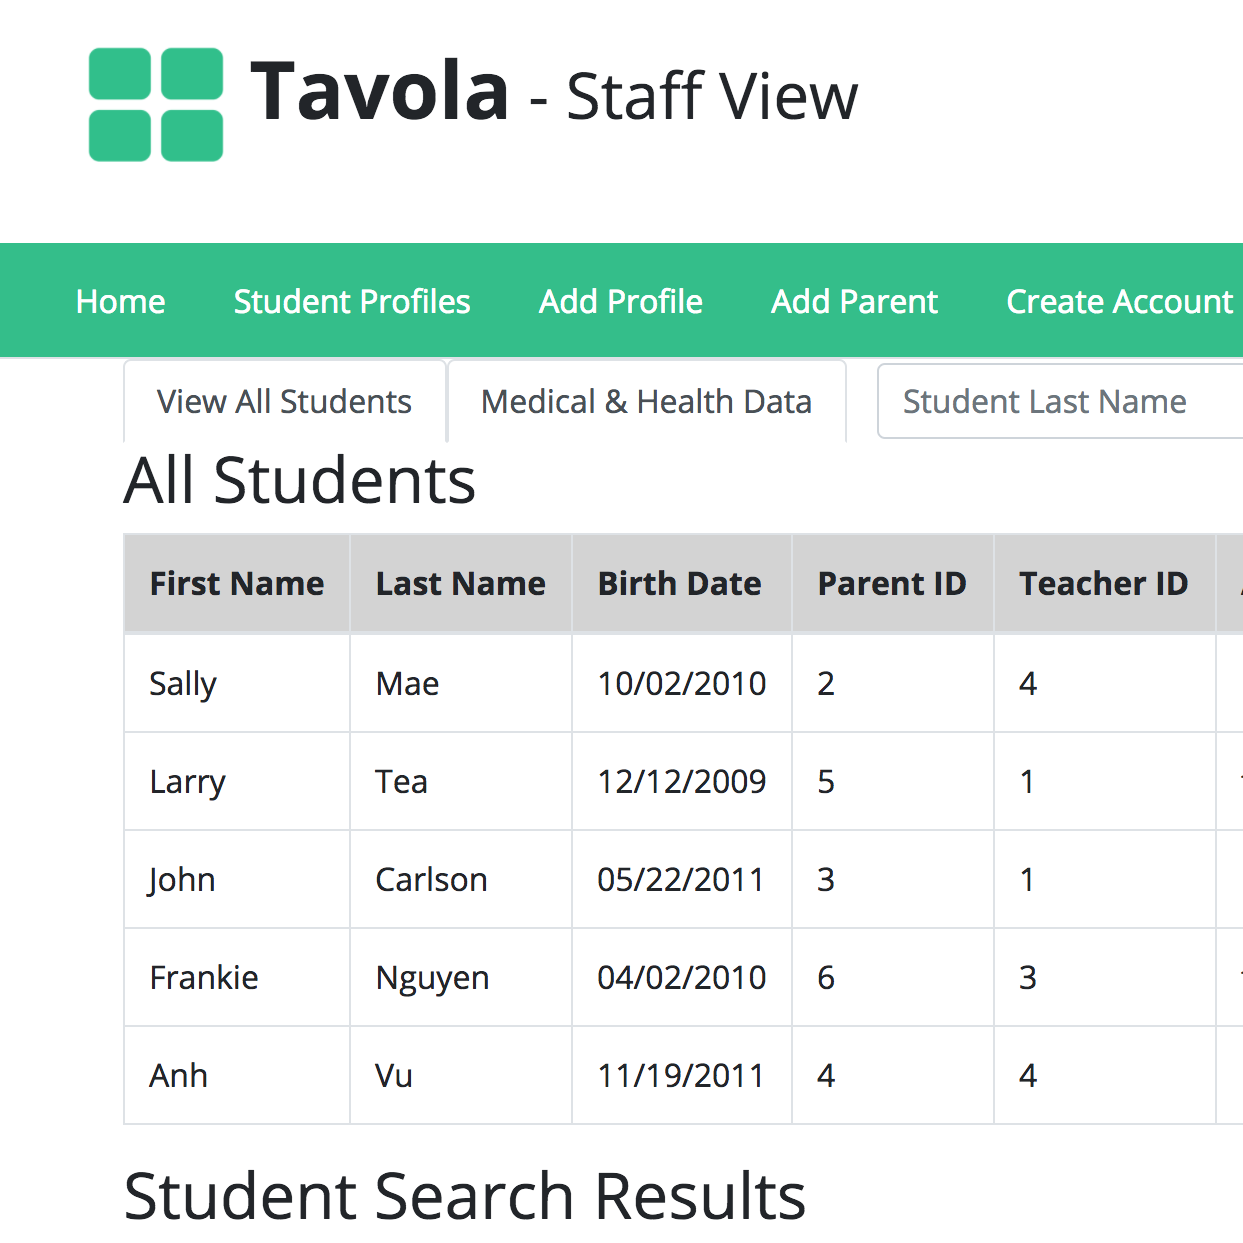 Tavola - Staff View
Home Student Profiles Add Profile Add Parent Create Account
View All Students Medical & Health Data Student Last Name
All Students
First Name Last Name Birth Date Parent ID Teacher ID
Sally Mae 10/02/2010 2 4
Larry Tea 12/12/2009 5 1
John Carlson 05/22/2011 3 1
Frankie Nguyen 04/02/2010 6 3
Anh Vu 11/19/2011 4 4
Student Search Results